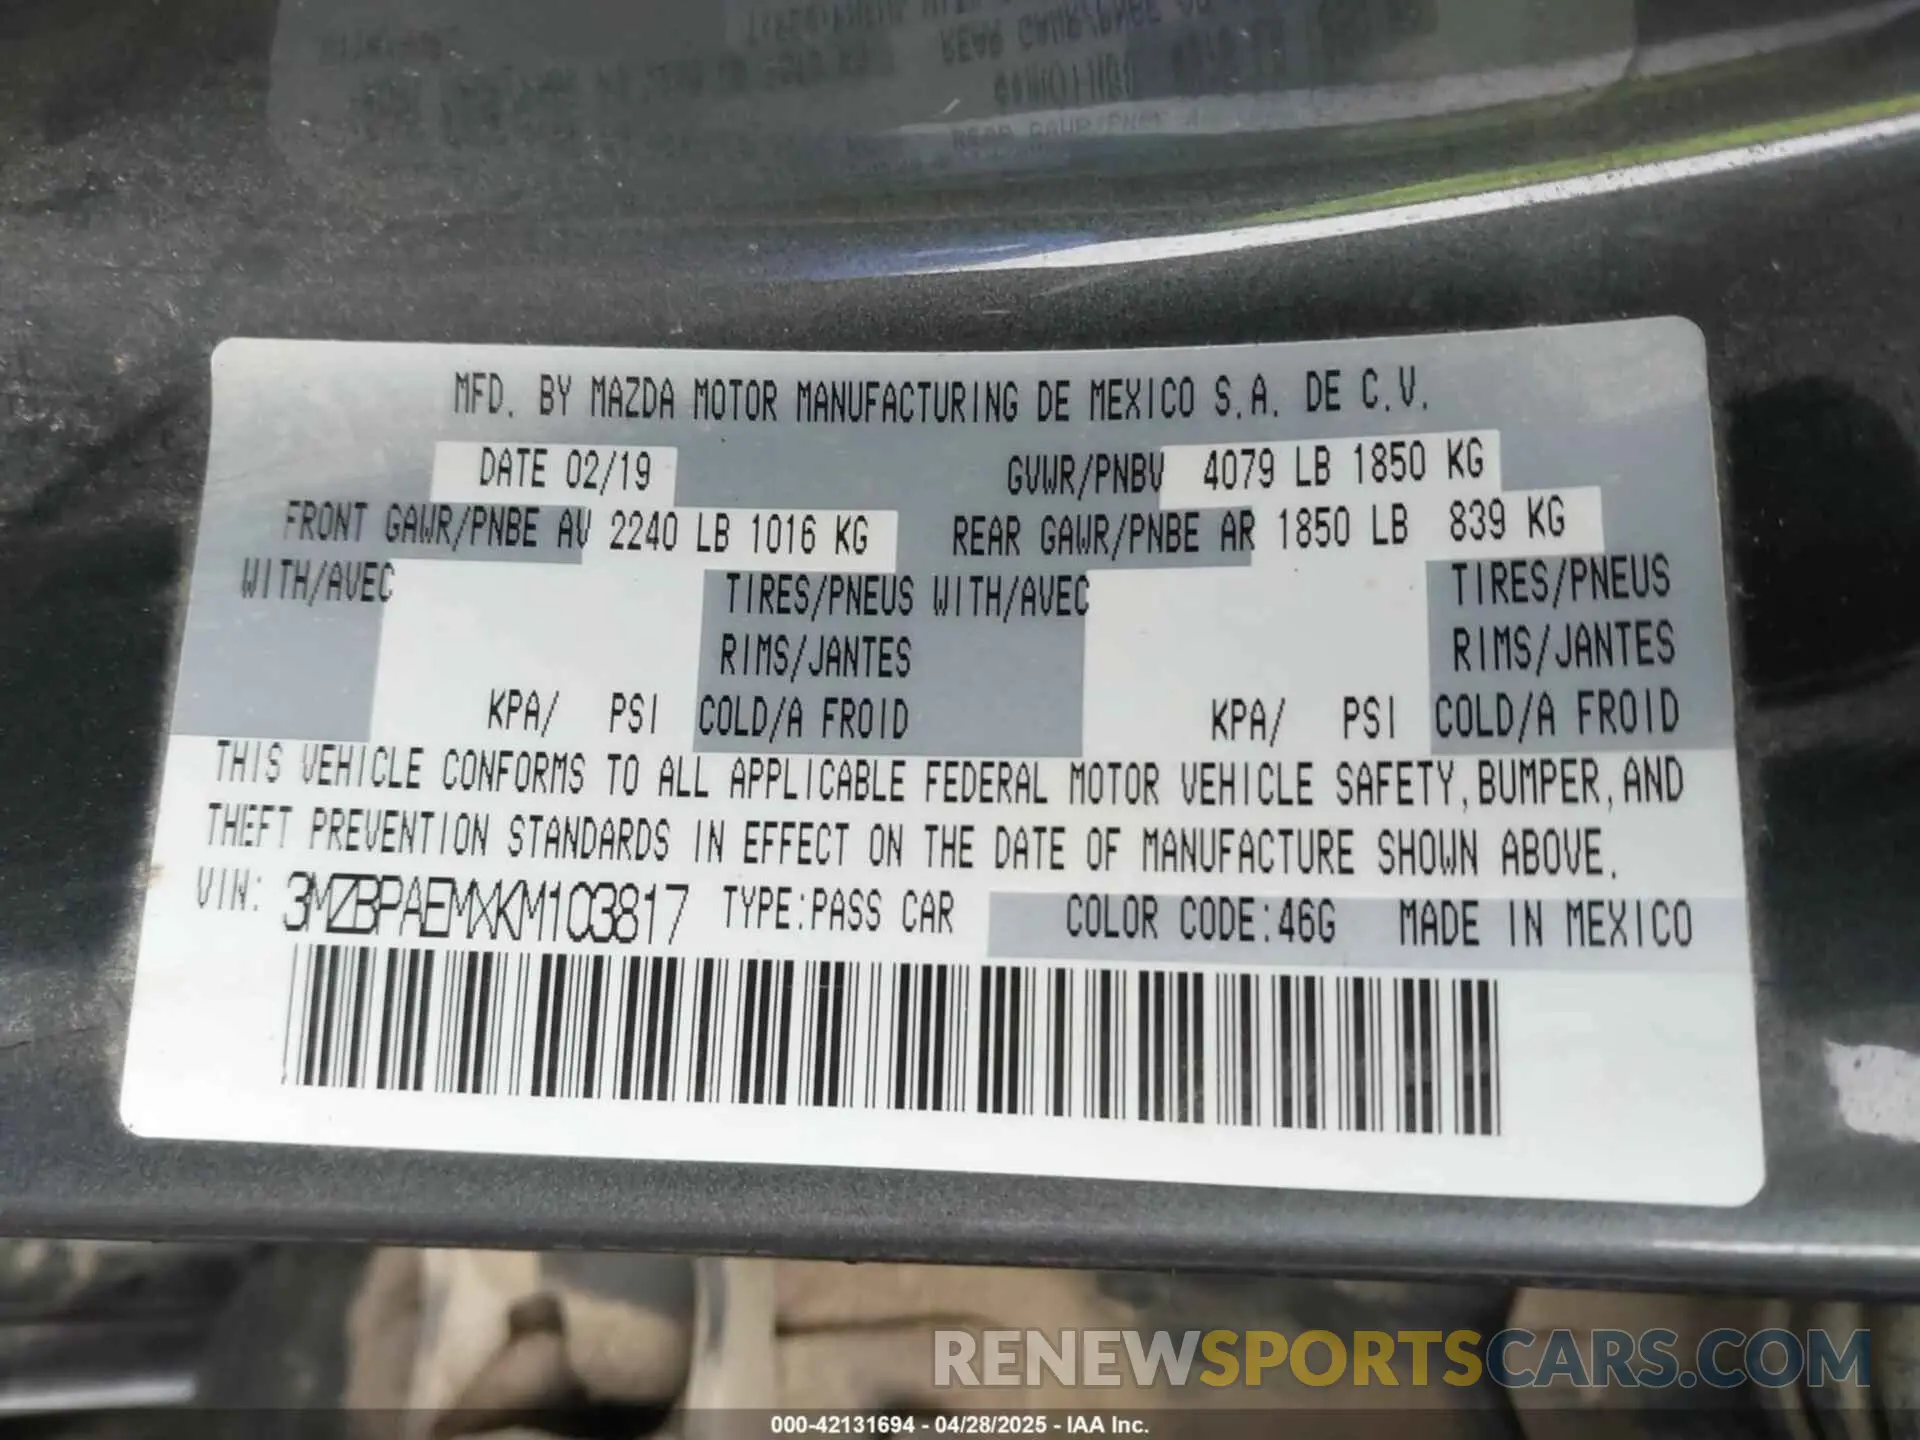 MFD. BY MAZDA MOTOR MANUFACTURING DE MEXICO S.A. DE C.V.
DATE 02/19 GVWR/PNBV 4079 LB 1850 KG
FRONT GAWR/PNBE AV 2240 LB 1016 KG REAR GAWR/PNBE AR 1850 LB 839 KG
WITH/AVEC TIRES/PNEUS WITH/AVEC TIRES/PNEUS
RIMS/JANTES RIMS/JANTES
KPA/ PSI COLD/A FROID KPA/ PSI COLD/A FROID
THIS VEHICLE CONFORMS TO ALL APPLICABLE FEDERAL MOTOR VEHICLE SAFETY, BUMPER, AND
THEFT PREVENTION STANDARDS IN EFFECT ON THE DATE OF MANUFACTURE SHOWN ABOVE.
VIN: 3MZBPAEMXKM103817 TYPE:PASS CAR COLOR CODE:46G MADE IN MEXICO
RENEWSPORTSCARS.COM
000-42131694 - 04/28/2025 - IAA Inc.